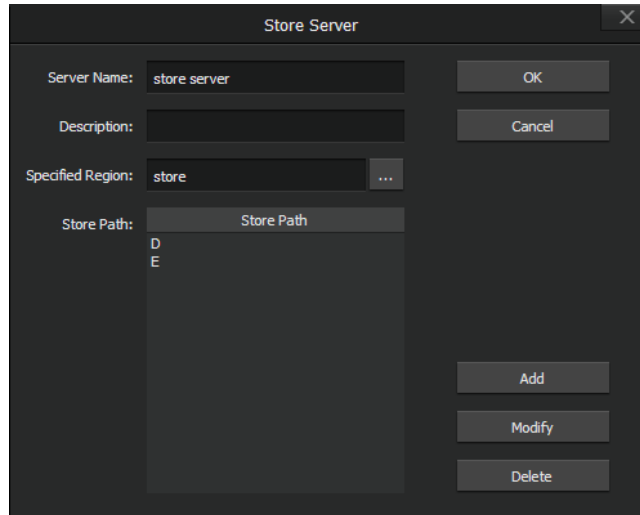 Store Server
Server Name: store server
OK
Description:
Cancel
Specified Region: store ...
Store Path:
Store Path
D
E
Add
Modify
Delete